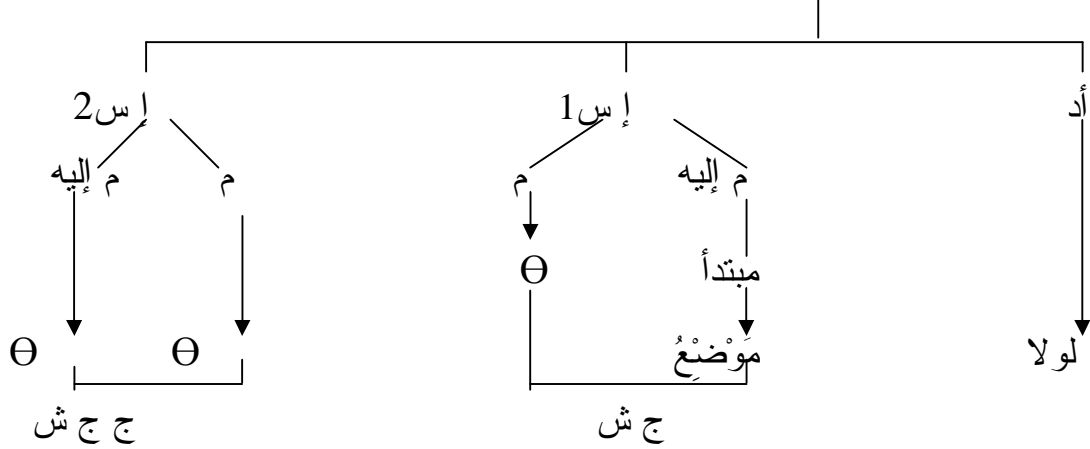 أد إ س1 إ س2
م إليه م م م إليه
Ө مبتدأ
لولا مَوْضِعُ Ө Ө
ج ش ج ج ش